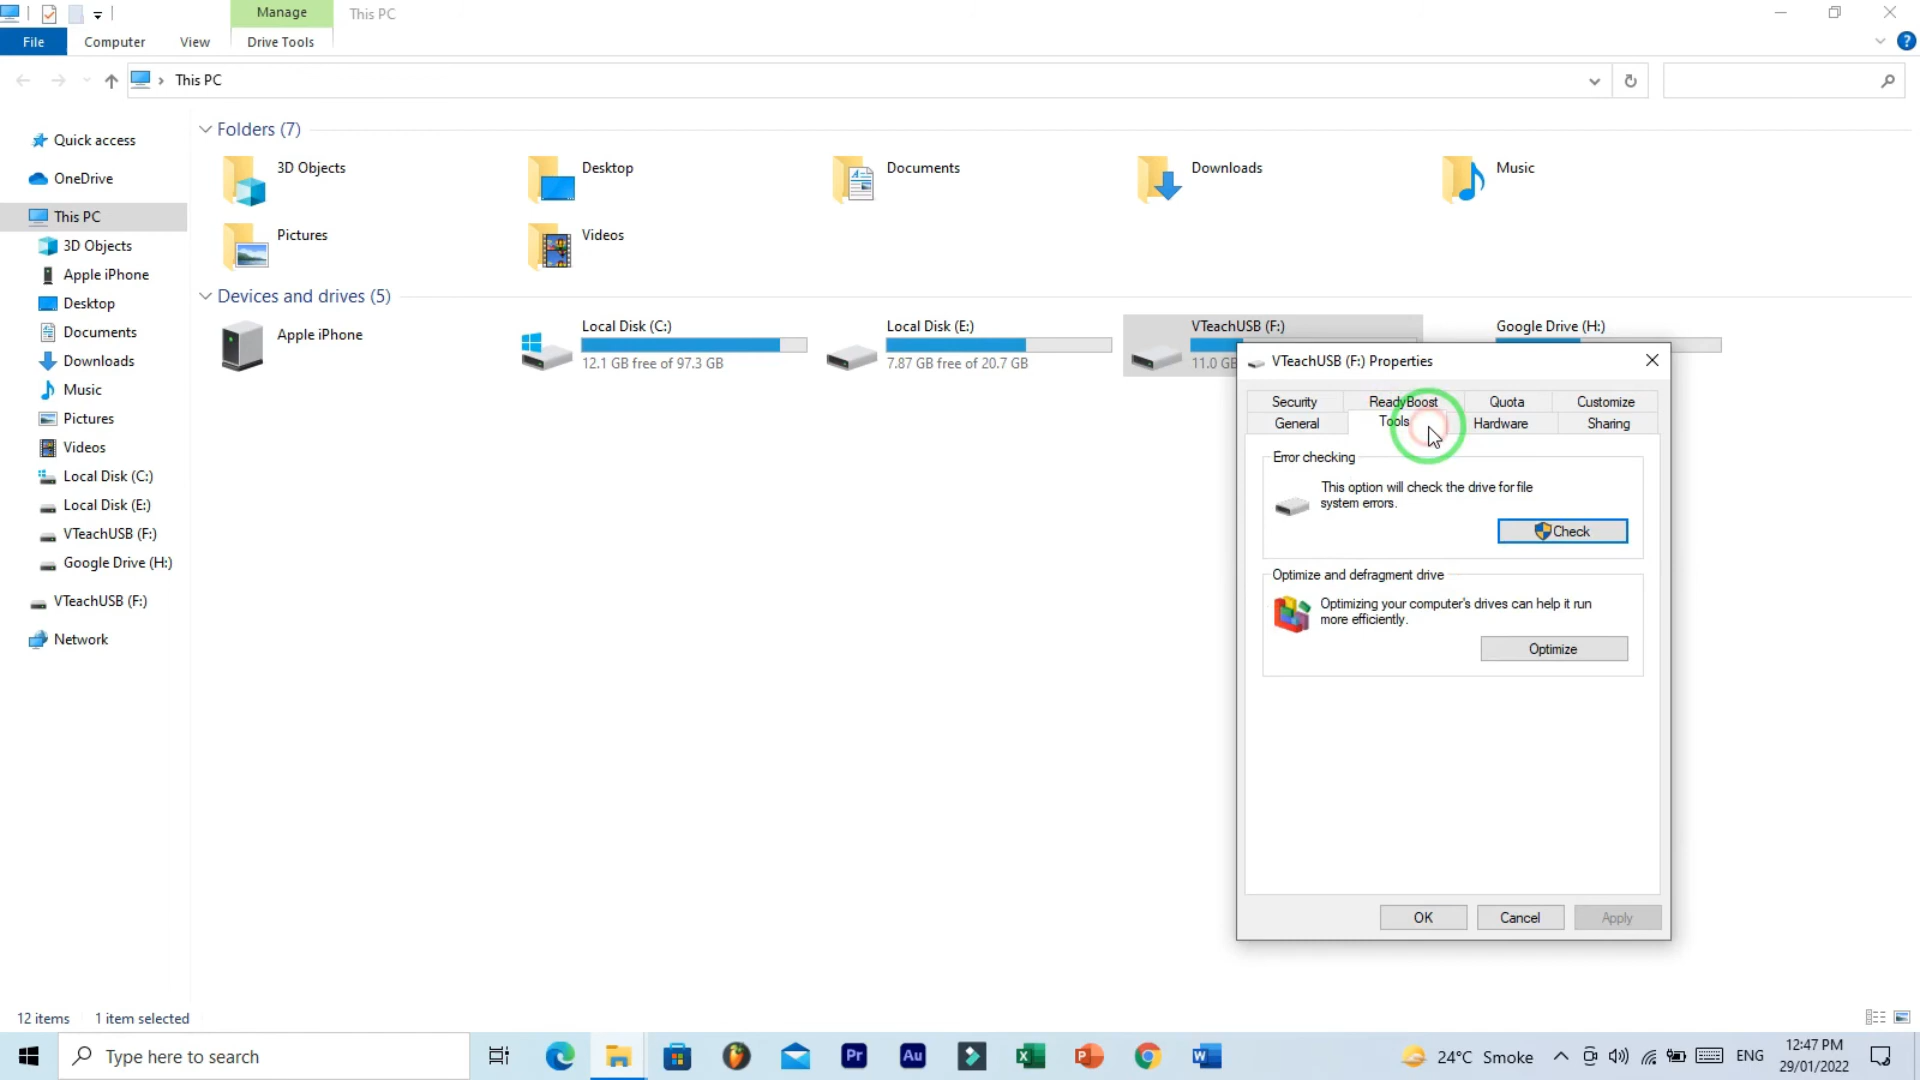 Manage
This PC
File
Computer
View
Drive Tools
This PC
Quick access
OneDrive
This PC
3D Objects
Apple iPhone
Desktop
Documents
Downloads
Music
Pictures
Videos
Local Disk (C:)
Local Disk (E:)
VTeachUSB (F:)
Google Drive (H:)
VTeachUSB (F:)
Network
Folders (7)
3D Objects
Desktop
Documents
Downloads
Music
Pictures
Videos
Devices and drives (5)
Apple iPhone
Local Disk (C:)
12.1 GB free of 97.3 GB
Local Disk (E:)
7.87 GB free of 20.7 GB
VTeachUSB (F:)
11.0 GB
Google Drive (H:)
VTeachUSB (F:) Properties
Security ReadyBoost Quota Customize
General Tools Hardware Sharing
Error checking
This option will check the drive for file
system errors.
Check
Optimize and defragment drive
Optimizing your computer's drives can help it run
more efficiently.
Optimize
OK Cancel Apply
12 items 1 item selected
Type here to search
Pr
Au
24°C Smoke
ENG
12:47 PM
29/01/2022